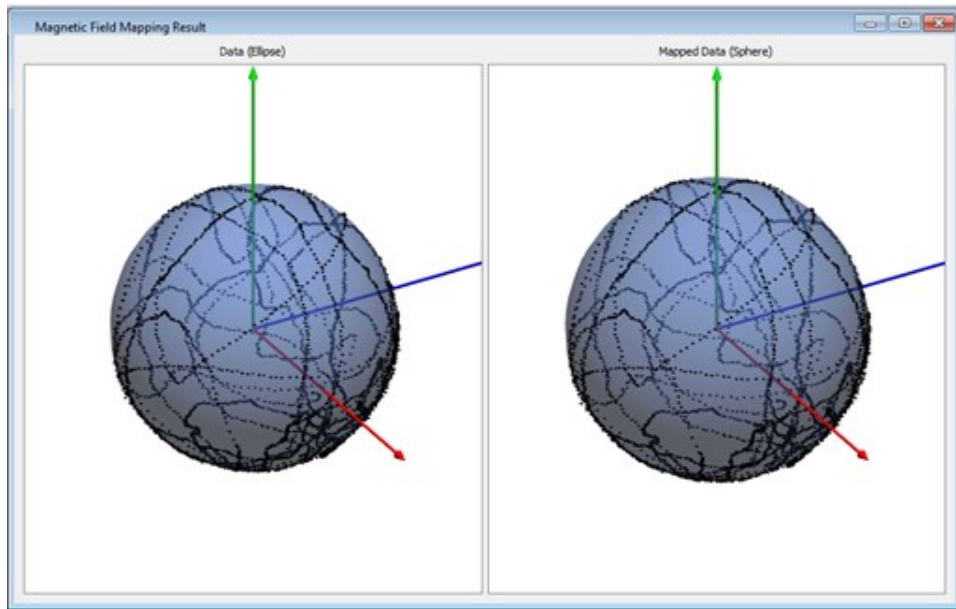 Magnetic Field Mapping Result
Data (Ellipse)
Mapped Data (Sphere)